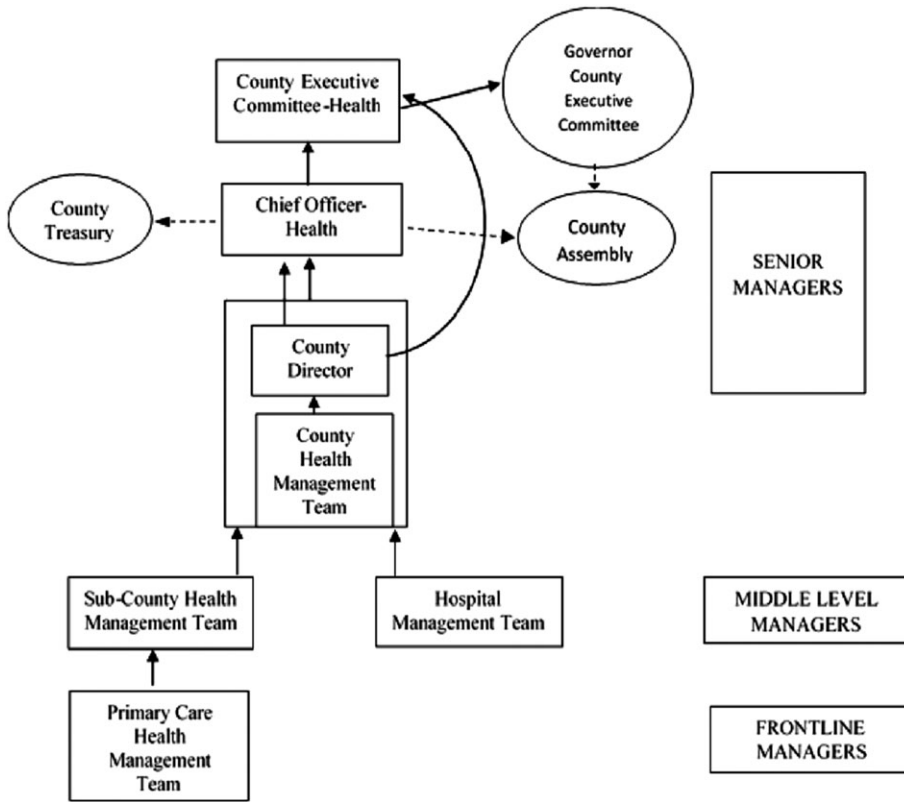 Governor
County
Executive
Committee
County Executive
Committee-Health
County
Treasury
Chief Officer-
Health
County
Assembly
SENIOR
MANAGERS
County
Director
County
Health
Management
Team
Sub-County Health
Management Team
Hospital
Management Team
MIDDLE LEVEL
MANAGERS
Primary Care
Health
Management
Team
FRONTLINE
MANAGERS